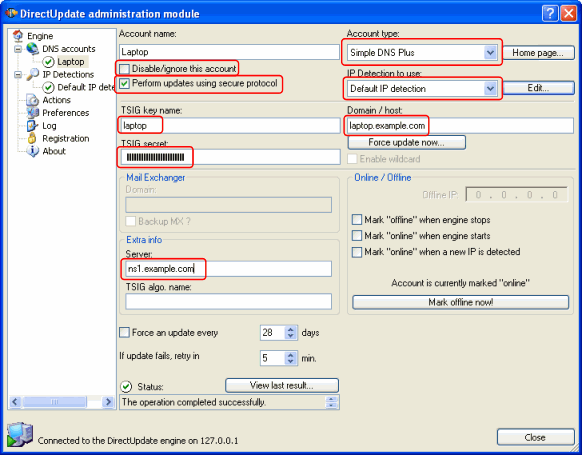 DirectUpdate administration module
Engine
DNS accounts
Laptop
IP Detections
Default IP dete
Actions
Preferences
Log
Registration
About
Account name:
Laptop
Disable/ignore this account
Perform updates using secure protocol
Account type:
Simple DNS Plus
Home page...
IP Detection to use:
Default IP detection
Edit...
TSIG key name:
laptop
TSIG secret:
Domain / host:
laptop.example.com
Force update now...
Enable wildcard
Mail Exchanger
Domain:
Backup MX ?
Extra info
Server:
ns1.example.com
TSIG algo. name:
Online / Offline
Offline IP:
0 . 0 . 0 . 0
Mark "offline" when engine stops
Mark "online" when engine starts
Mark "online" when a new IP is detected
Account is currently marked "online"
Mark offline now!
Force an update every
28
days
If update fails, retry in
5
min.
Status:
View last result...
The operation completed successfully.
Connected to the DirectUpdate engine on 127.0.0.1
Close